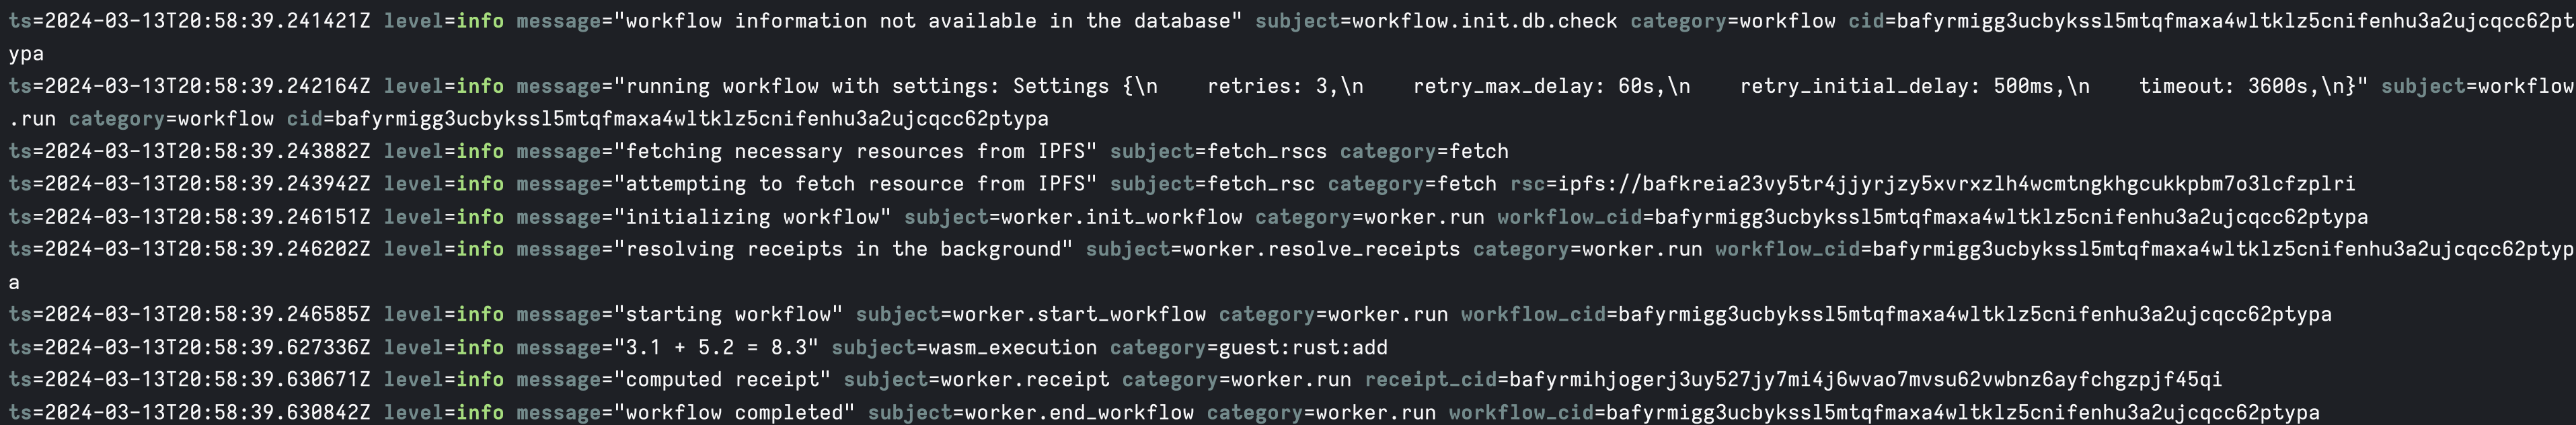 ts=2024-03-13T20:58:39.241421Z level=info message="workflow information not available in the database" subject=workflow.init.db.check category=workflow cid=bafyrmigg3ucbykssl5mtqfmaxa4wltklz5cnifenhu3a2ujcqcc62pt
ypa
ts=2024-03-13T20:58:39.242164Z level=info message="running workflow with settings: Settings {\n    retries: 3,\n    retry_max_delay: 60s,\n    retry_initial_delay: 500ms,\n    timeout: 3600s,\n}" subject=workflow
.run category=workflow cid=bafyrmigg3ucbykssl5mtqfmaxa4wltklz5cnifenhu3a2ujcqcc62ptypa
ts=2024-03-13T20:58:39.243882Z level=info message="fetching necessary resources from IPFS" subject=fetch_rscs category=fetch
ts=2024-03-13T20:58:39.243942Z level=info message="attempting to fetch resource from IPFS" subject=fetch_rsc category=fetch rsc=ipfs://bafkreia23vy5tr4jjyrjzy5xvrxzlh4wcmtngkhgcukkpbm7o3lcfzplri
ts=2024-03-13T20:58:39.246151Z level=info message="initializing workflow" subject=worker.init_workflow category=worker.run workflow_cid=bafyrmigg3ucbykssl5mtqfmaxa4wltklz5cnifenhu3a2ujcqcc62ptypa
ts=2024-03-13T20:58:39.246202Z level=info message="resolving receipts in the background" subject=worker.resolve_receipts category=worker.run workflow_cid=bafyrmigg3ucbykssl5mtqfmaxa4wltklz5cnifenhu3a2ujcqcc62ptyp
a
ts=2024-03-13T20:58:39.246585Z level=info message="starting workflow" subject=worker.start_workflow category=worker.run workflow_cid=bafyrmigg3ucbykssl5mtqfmaxa4wltklz5cnifenhu3a2ujcqcc62ptypa
ts=2024-03-13T20:58:39.627336Z level=info message="3.1 + 5.2 = 8.3" subject=wasm_execution category=guest:rust:add
ts=2024-03-13T20:58:39.630671Z level=info message="computed receipt" subject=worker.receipt category=worker.run receipt_cid=bafyrmihjogerj3uy527jy7mi4j6wvao7mvsu62vwbnz6ayfchgzpjf45qi
ts=2024-03-13T20:58:39.630842Z level=info message="workflow completed" subject=worker.end_workflow category=worker.run workflow_cid=bafyrmigg3ucbykssl5mtqfmaxa4wltklz5cnifenhu3a2ujcqcc62ptypa